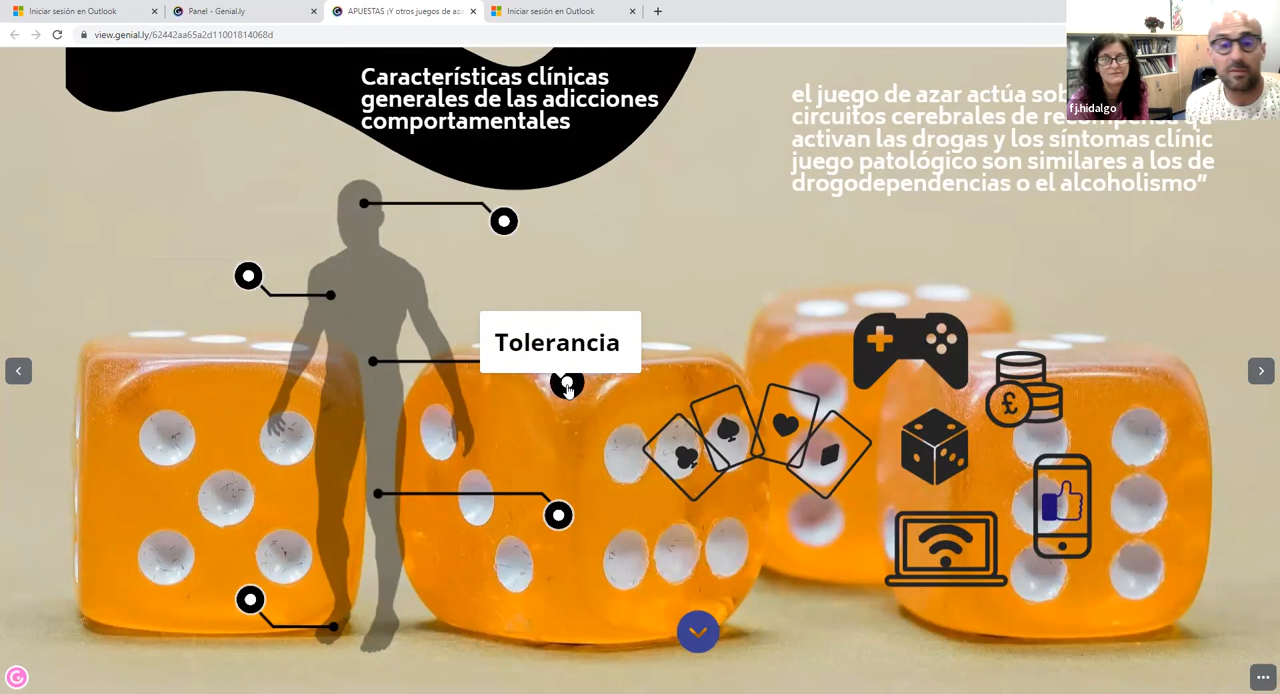 Iniciar sesión en Outlook
Panel - Genial.ly
APUESTAS ¡Y otros juegos de aza
Iniciar sesión en Outlook
view.genial.ly/62442aa65a2d11001814068d
Características clínicas
generales de las adicciones
comportamentales
el juego de azar actúa sob
circuitos cerebrales de recompensa qu
activan las drogas y los síntomas clínic
juego patológico son similares a los de
drogodependencias o el alcoholismo”
fj.hidalgo
Tolerancia